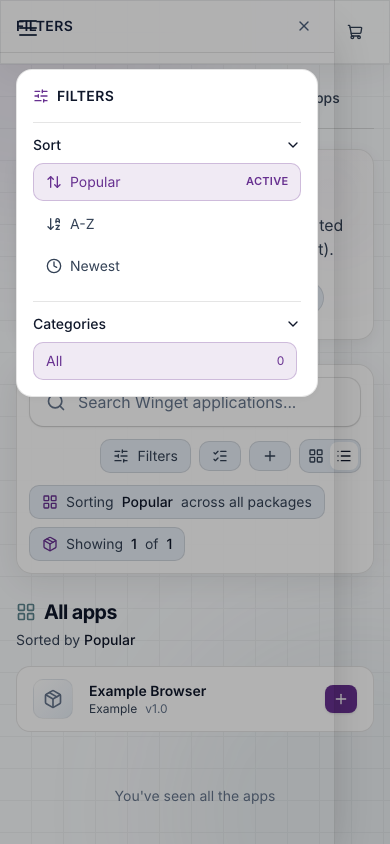 FILTERS
pps
FILTERS
Sort
Popular ACTIVE
A-Z
Newest
Categories
All 0
ted
t).
Search Winget applications...
Filters
Sorting Popular across all packages
Showing 1 of 1
All apps
Sorted by Popular
Example Browser
Example v1.0
You've seen all the apps